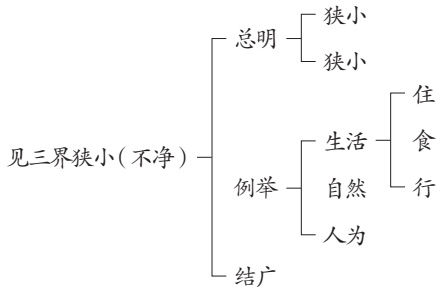 见三界狭小(不净)
总明
狭小
狭小
例举
生活
住
食
行
自然
人为
结广